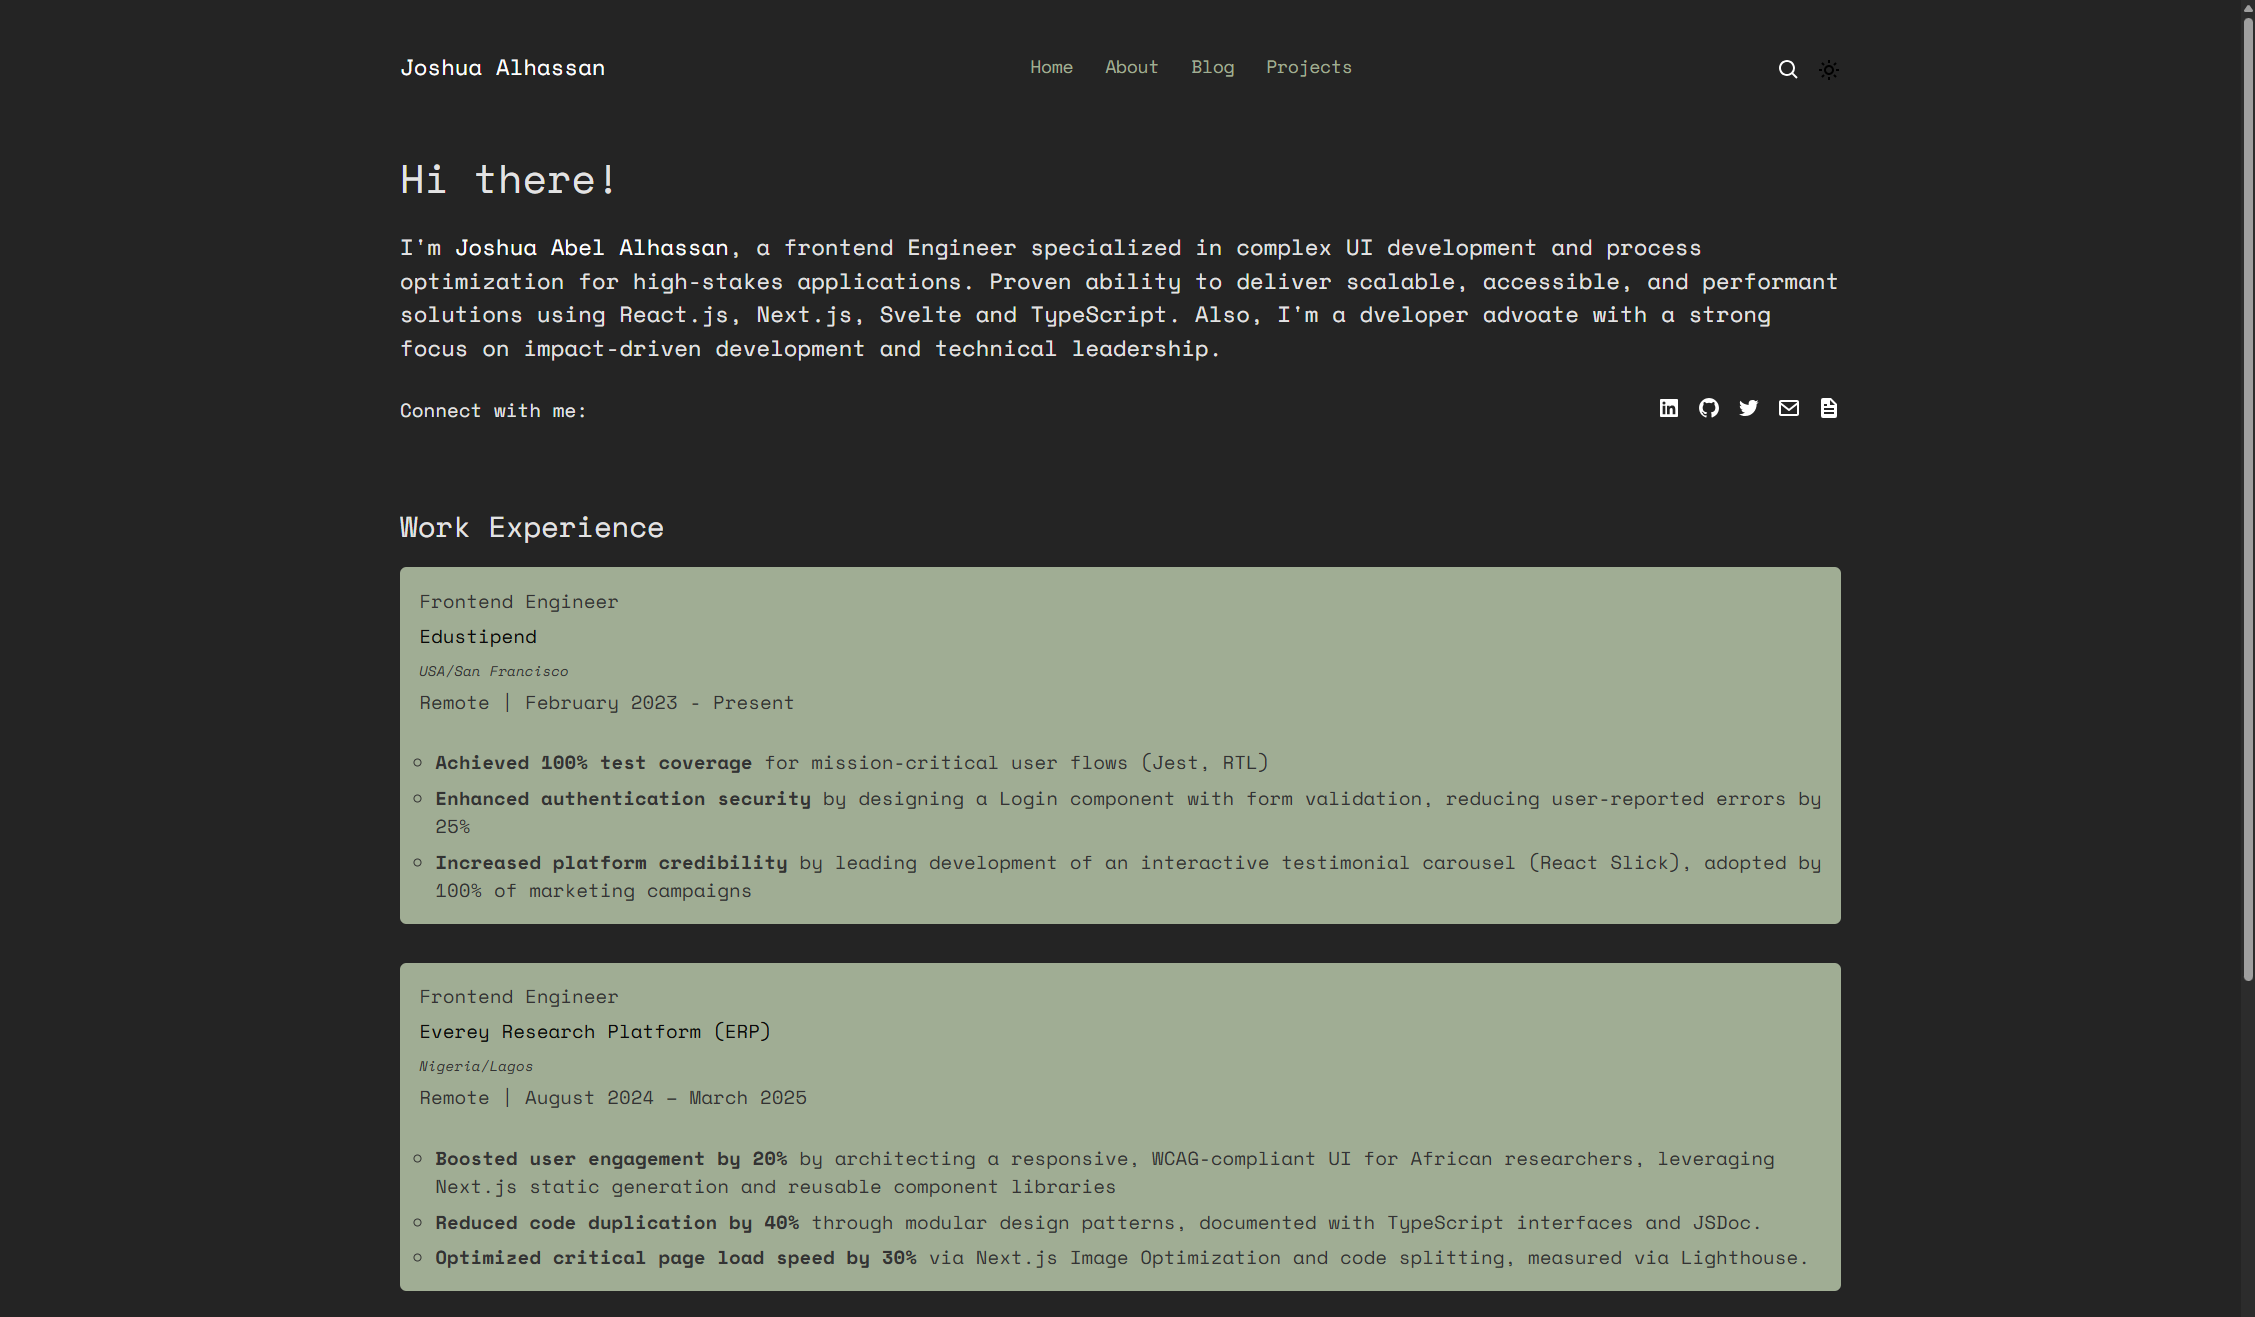 Joshua Alhassan
Home About Blog Projects
Hi there!
I'm Joshua Abel Alhassan, a frontend Engineer specialized in complex UI development and process
optimization for high-stakes applications. Proven ability to deliver scalable, accessible, and performant
solutions using React.js, Next.js, Svelte and TypeScript. Also, I'm a dveloper advoate with a strong
focus on impact-driven development and technical leadership.
Connect with me:
Work Experience
Frontend Engineer
Edustipend
USA/San Francisco
Remote | February 2023 - Present
Achieved 100% test coverage for mission-critical user flows (Jest, RTL)
Enhanced authentication security by designing a Login component with form validation, reducing user-reported errors by
25%
Increased platform credibility by leading development of an interactive testimonial carousel (React Slick), adopted by
100% of marketing campaigns
Frontend Engineer
Everey Research Platform (ERP)
Nigeria/Lagos
Remote | August 2024 – March 2025
Boosted user engagement by 20% by architecting a responsive, WCAG-compliant UI for African researchers, leveraging
Next.js static generation and reusable component libraries
Reduced code duplication by 40% through modular design patterns, documented with TypeScript interfaces and JSDoc.
Optimized critical page load speed by 30% via Next.js Image Optimization and code splitting, measured via Lighthouse.